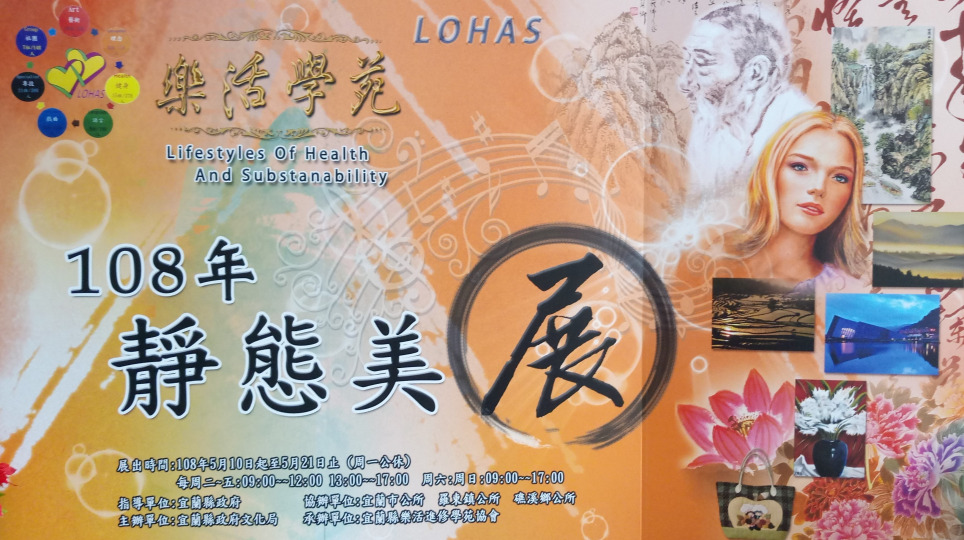 LOHAS
Art
藝術
LOHAS
樂活學苑
Lifestyles Of Health
And Substanability
108年
靜態美展
展出時間:108年5月10日起至5月21日止 (周一公休)
每周二~五:09:00~~12:00 13:00~~17:00 周六;周日:09:00~~17:00
指導單位:宜蘭縣政府 協辦單位:宜蘭市公所 羅東鎮公所 礁溪鄉公所
主辦單位:宜蘭縣政府文化局 承辦單位:宜蘭縣樂活進修學苑協會